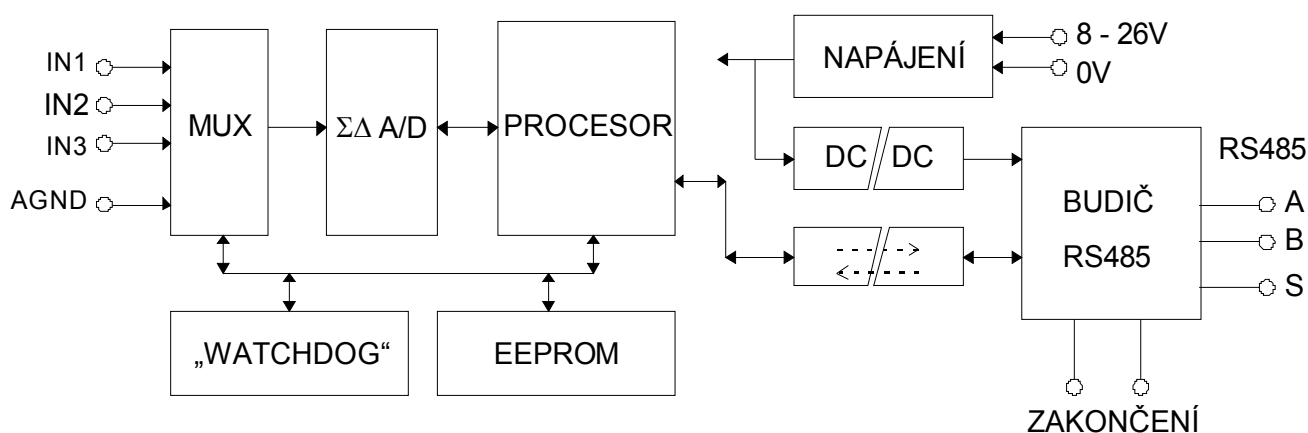 IN1
IN2
IN3
AGND
MUX
ΣΔ A/D
PROCESOR
NAPÁJENÍ
8 - 26V
0V
DC
DC
RS485
BUDIČ
RS485
A
B
S
„WATCHDOG“
EEPROM
ZAKONČENÍ